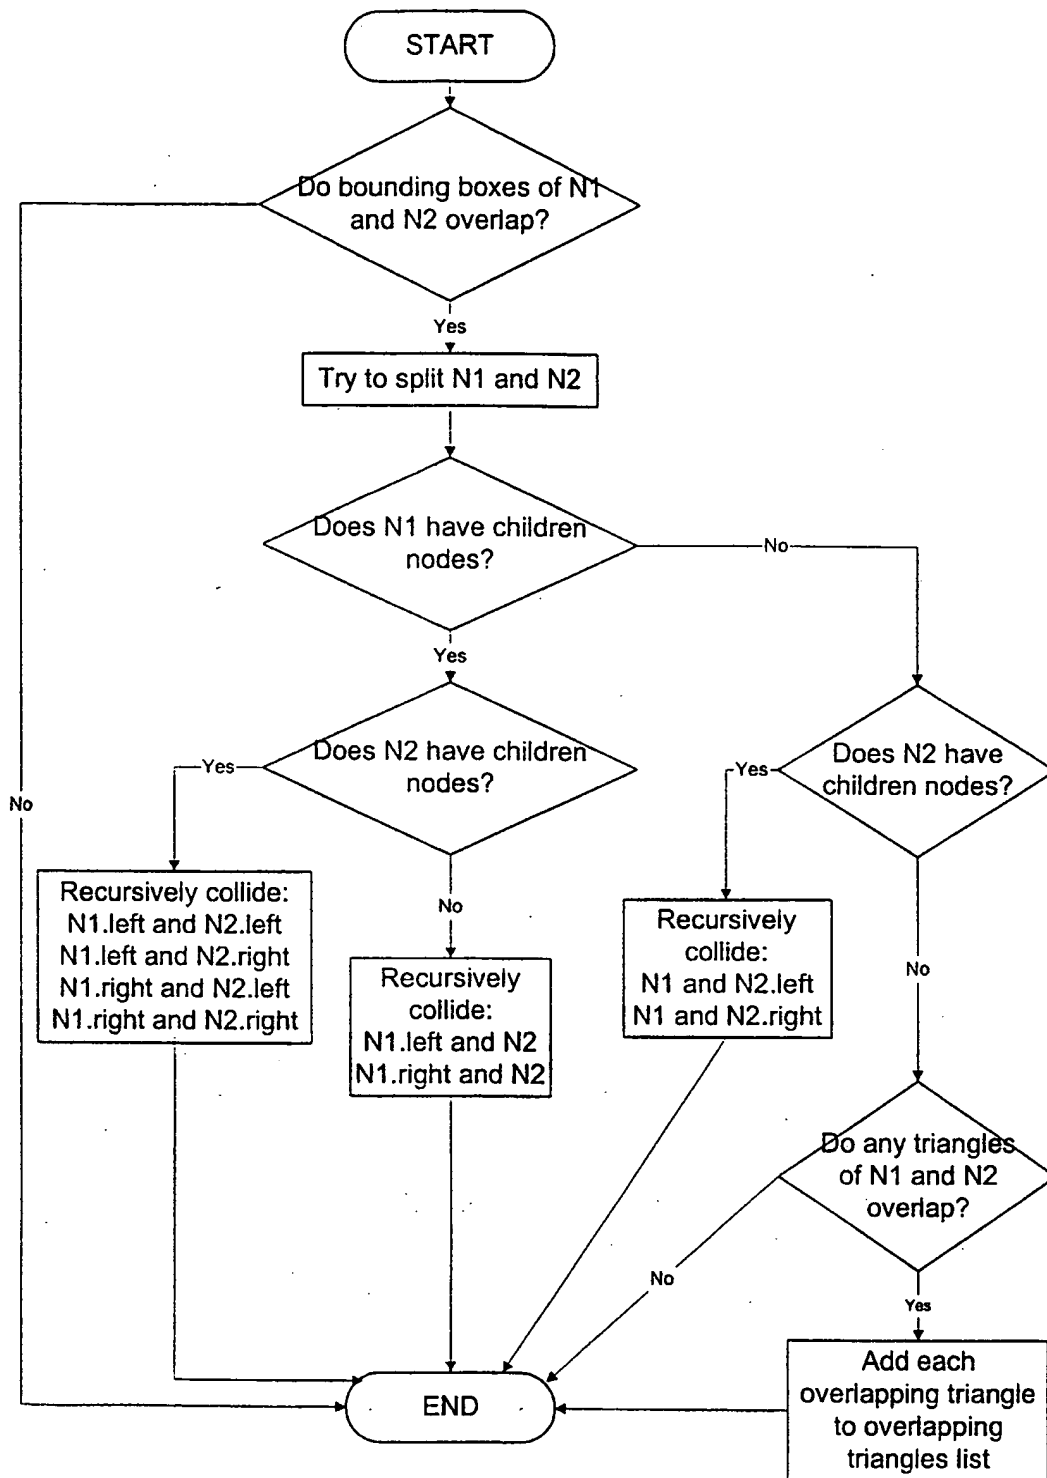 START
Do bounding boxes of N1
and N2 overlap?
Yes
Try to split N1 and N2
Does N1 have children
nodes?
No
Yes
Does N2 have children
nodes?
Yes
Does N2 have
children nodes?
Yes
No
Recursively collide:
N1.left and N2.left
N1.left and N2.right
N1.right and N2.left
N1.right and N2.right
No
Recursively
collide:
N1.left and N2
N1.right and N2
Recursively
collide:
N1 and N2.left
N1 and N2.right
No
Do any triangles
of N1 and N2
overlap?
No
Yes
Add each
overlapping triangle
to overlapping
triangles list
END